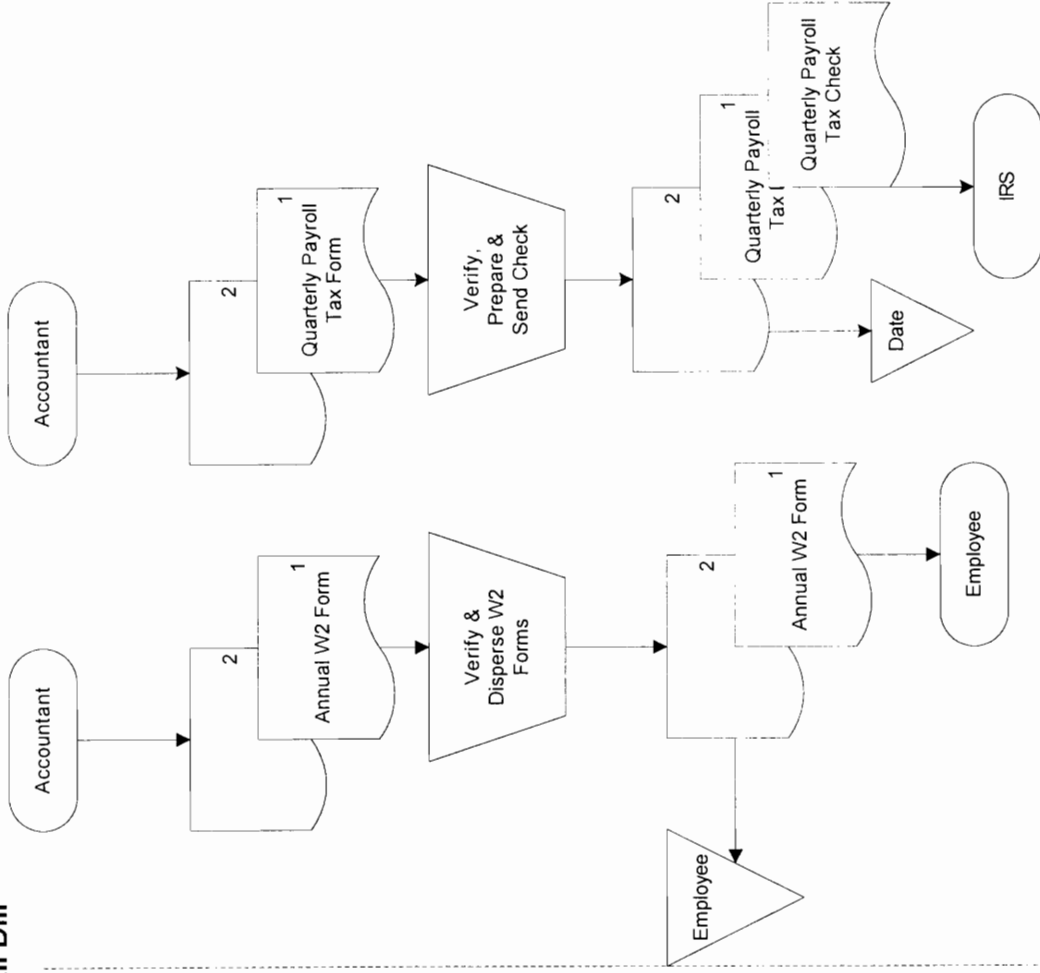 Accountant
2
1
Annual W2 Form
Verify &
Disperse W2
Forms
2
1
Annual W2 Form
Employee
Employee
Accountant
2
1
Quarterly Payroll
Tax Form
Verify,
Prepare &
Send Check
2
1
Quarterly Payroll
Tax
Quarterly Payroll
Tax Check
Date
IRS